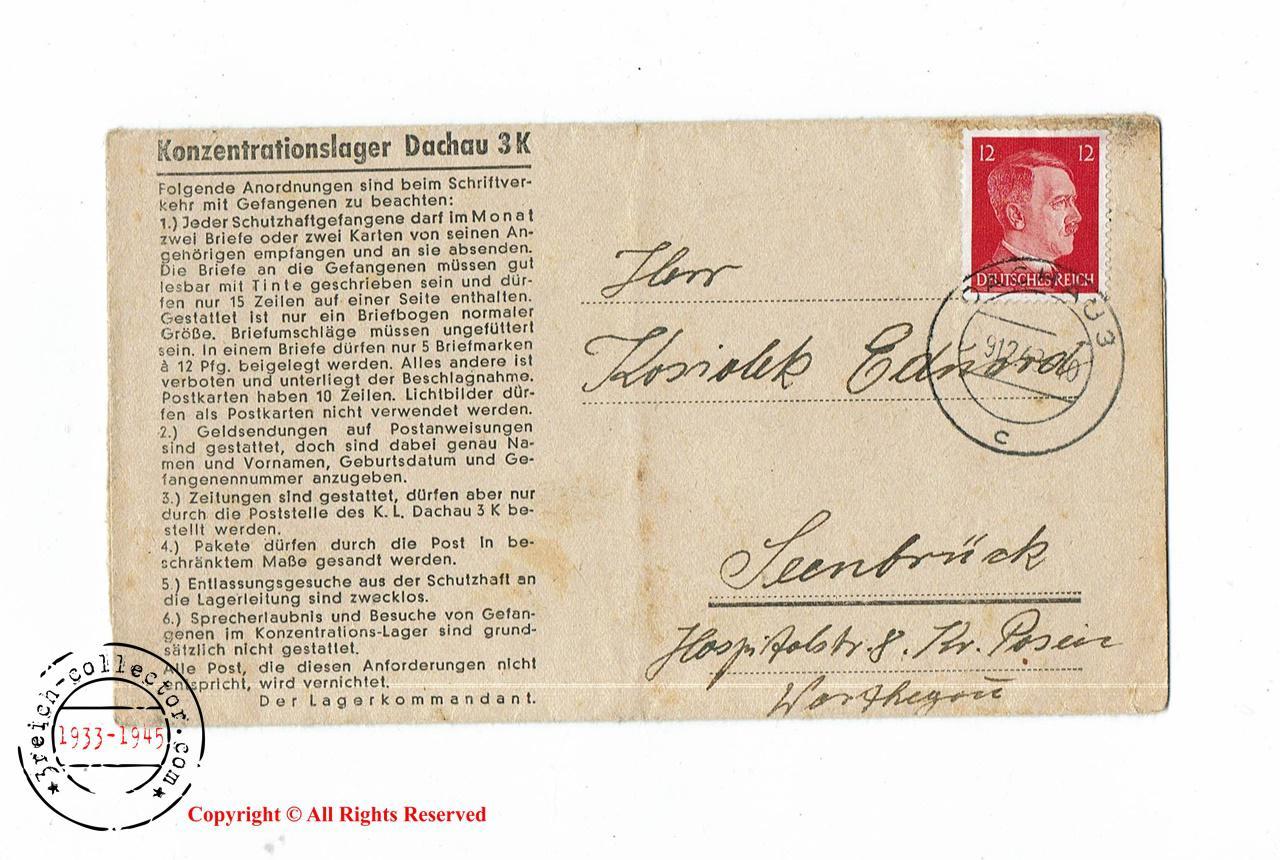 Konzentrationslager Dachau 3 K
Folgende Anordnungen sind beim Schriftver-
kehr mit Gefangenen zu beachten:
1.) Jeder Schutzhaftgefangene darf im Monat
zwei Briefe oder zwei Karten von seinen An-
gehörigen empfangen und an sie absenden.
Die Briefe an die Gefangenen müssen gut
lesbar mit Tinte geschrieben sein und dür-
fen nur 15 Zeilen auf einer Seite enthalten.
Gestattet ist nur ein Briefbogen normaler
Größe. Briefumschläge müssen ungefüttert
sein. In einem Briefe dürfen nur 5 Briefmarken
à 12 Pfg. beigelegt werden. Alles andere ist
verboten und unterliegt der Beschlagnahme.
Postkarten haben 10 Zeilen. Lichtbilder dür-
fen als Postkarten nicht verwendet werden.
2.) Geldsendungen auf Postanweisungen
sind gestattet, doch sind dabei genau Na-
men und Vornamen, Geburtsdatum und Ge-
fangenennummer anzugeben.
3.) Zeitungen sind gestattet, dürfen aber nur
durch die Poststelle des K. L. Dachau 3 K be-
stellt werden.
4.) Pakete dürfen durch die Post in be-
schränktem Maße gesandt werden.
5.) Entlassungsgesuche aus der Schutzhaft an
die Lagerleitung sind zwecklos.
6.) Sprecherlaubnis und Besuche von Gefan-
genen im Konzentrations-Lager sind grund-
sätzlich nicht gestattet.
Alle Post, die diesen Anforderungen nicht
entspricht, wird vernichtet.
Der Lagerkommandant.
12 12
DEUTSCHES REICH
DACHAU 3
c
Herr
Kosiolek Edward
Seenbrück
Hospitalstr. 8. Kr. Posen
Warthegau
3reich-collector.com
1933-1945
Copyright © All Rights Reserved